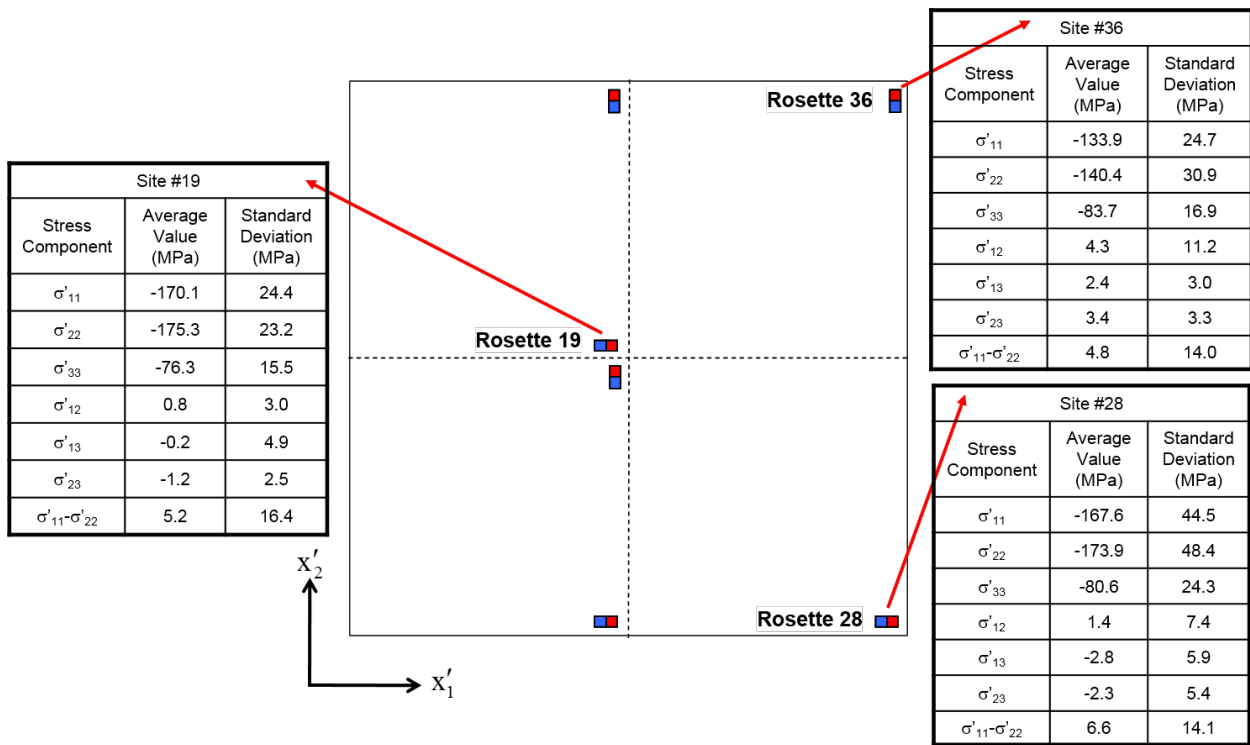 Site #36
Stress Component | Average Value (MPa) | Standard Deviation (MPa)
σ'11 | -133.9 | 24.7
σ'22 | -140.4 | 30.9
σ'33 | -83.7 | 16.9
σ'12 | 4.3 | 11.2
σ'13 | 2.4 | 3.0
σ'23 | 3.4 | 3.3
σ'11-σ'22 | 4.8 | 14.0
Rosette 36
Site #19
Stress Component | Average Value (MPa) | Standard Deviation (MPa)
σ'11 | -170.1 | 24.4
σ'22 | -175.3 | 23.2
σ'33 | -76.3 | 15.5
σ'12 | 0.8 | 3.0
σ'13 | -0.2 | 4.9
σ'23 | -1.2 | 2.5
σ'11-σ'22 | 5.2 | 16.4
Rosette 19
Site #28
Stress Component | Average Value (MPa) | Standard Deviation (MPa)
σ'11 | -167.6 | 44.5
σ'22 | -173.9 | 48.4
σ'33 | -80.6 | 24.3
σ'12 | 1.4 | 7.4
σ'13 | -2.8 | 5.9
σ'23 | -2.3 | 5.4
σ'11-σ'22 | 6.6 | 14.1
Rosette 28
x′2
x′1